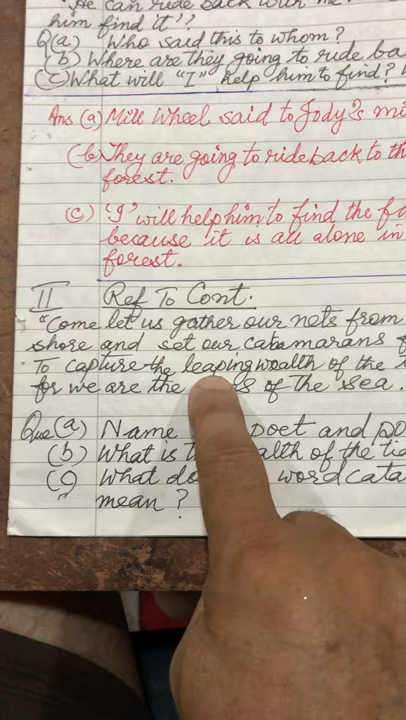 "He can ride back with me
him find it"?
Q(a) Who said this to whom?
(b) Where are they going to ride ba
(c) What will "I" help him to find?
Ans (a) Mill Wheel said to Jody's
(b) They are going to ride back to th
forest.
(c) 'I' will help him to find the fa
because it is all alone in
forest.
II Ref To Cont.
"Come let us gather our nets from
shore and set our catamarans f
To capture the leaping wealth of the
for we are the of the sea.
Que (a) Name poet and po
(b) What is t alth of the tid
(c) What do word cata
mean?